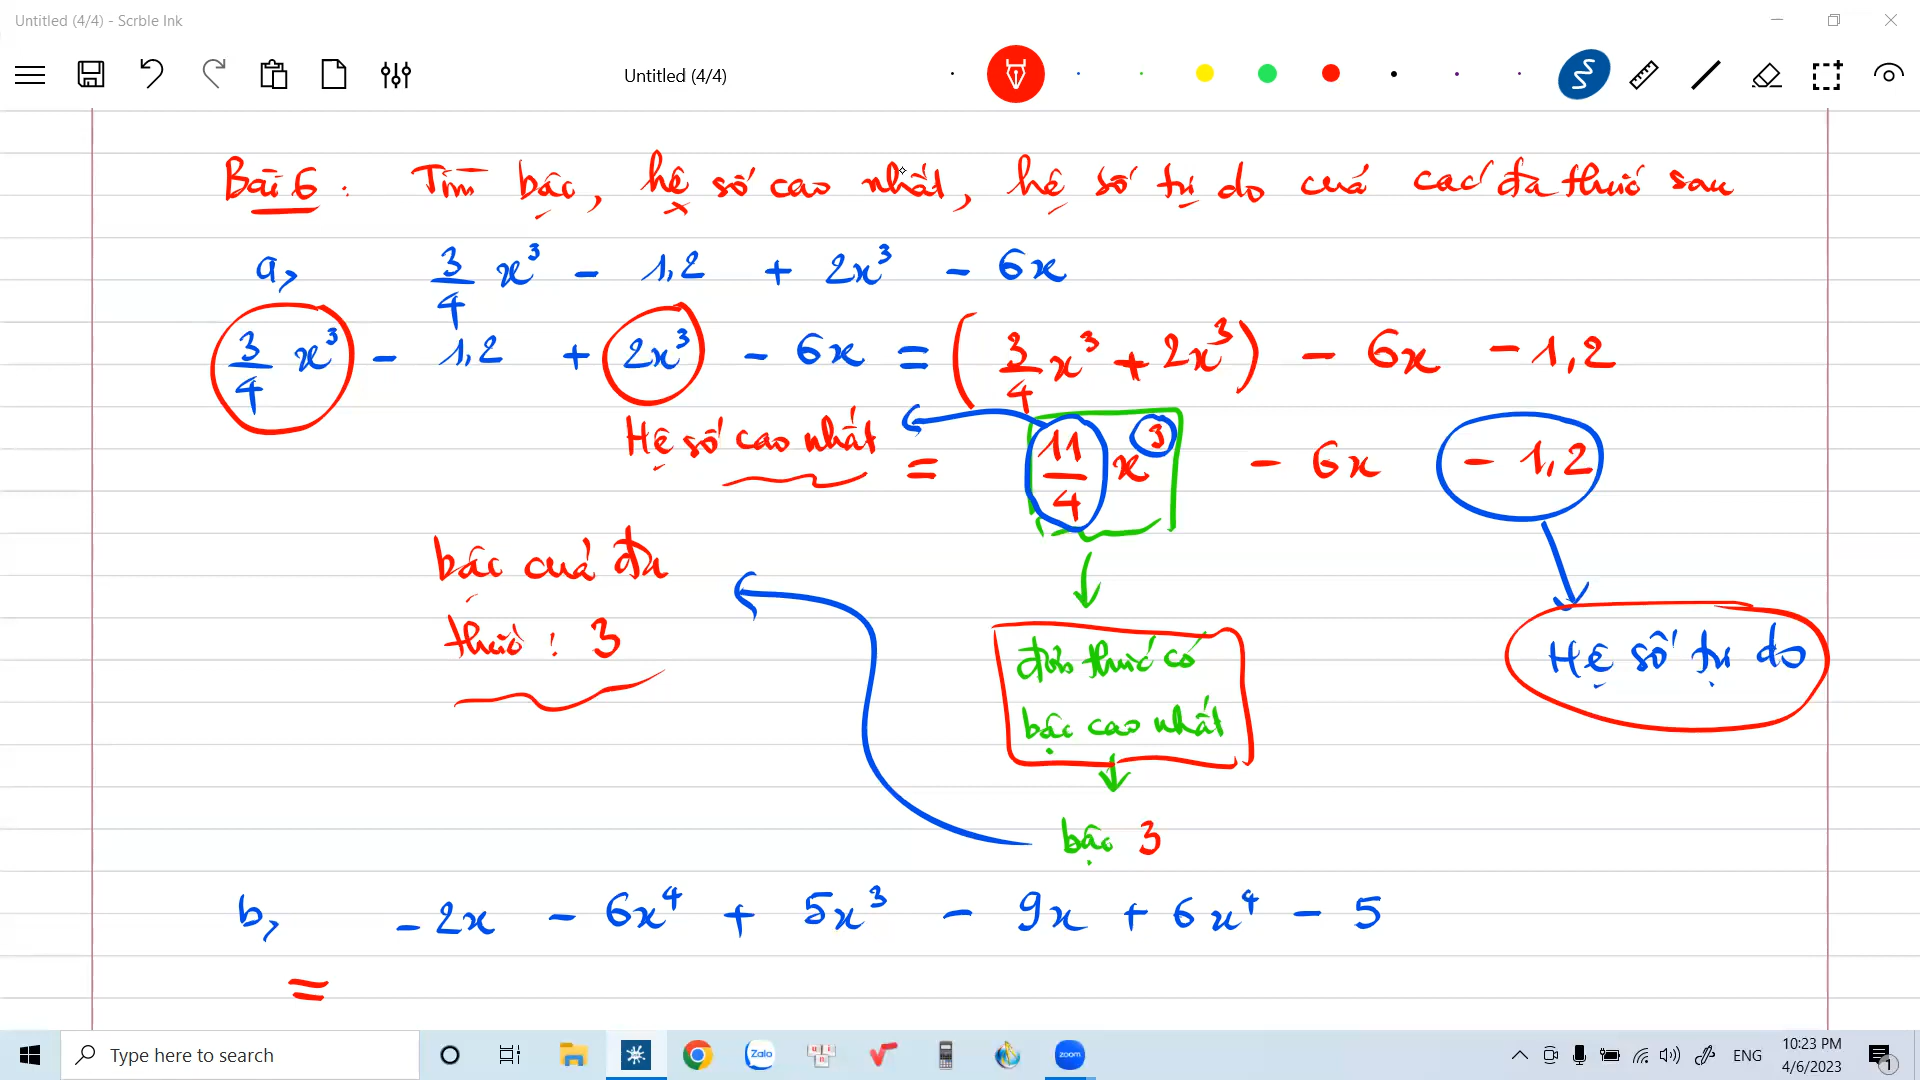 Untitled (4/4) - Scrble Ink
Untitled (4/4)
Bài 6 : Tìm bậc, hệ số cao nhất, hệ số tự do của các đa thức sau
a, 3/4 x³ - 1,2 + 2x³ - 6x
3/4 x³ - 1,2 + 2x³ - 6x = ( 3/4 x³ + 2x³ ) - 6x - 1,2
Hệ số cao nhất = 11/4 x³ - 6x - 1,2
bậc của đa
thức : 3
đơn thức có
bậc cao nhất
Hệ số tự do
bậc 3
b, - 2x - 6x⁴ + 5x³ - 9x + 6x⁴ - 5
=
Type here to search
Zalo
zoom
ENG
10:23 PM
4/6/2023
1